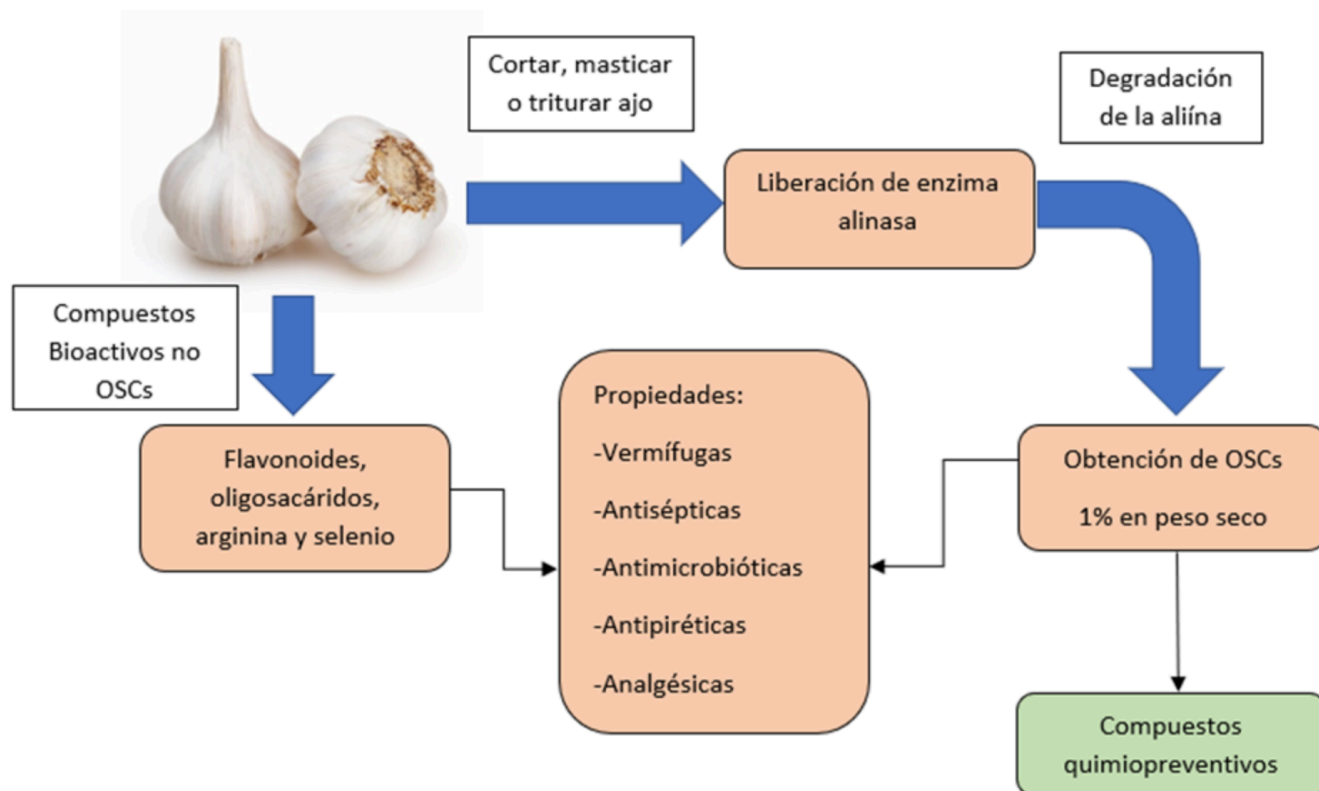 Cortar, masticar
o triturar ajo
Degradación
de la aliína
Liberación de enzima
alinasa
Compuestos
Bioactivos no
OSCs
Flavonoides,
oligosacáridos,
arginina y selenio
Propiedades:
-Vermífugas
-Antisépticas
-Antimicrobióticas
-Antipiréticas
-Analgésicas
Obtención de OSCs
1% en peso seco
Compuestos
quimiopreventivos